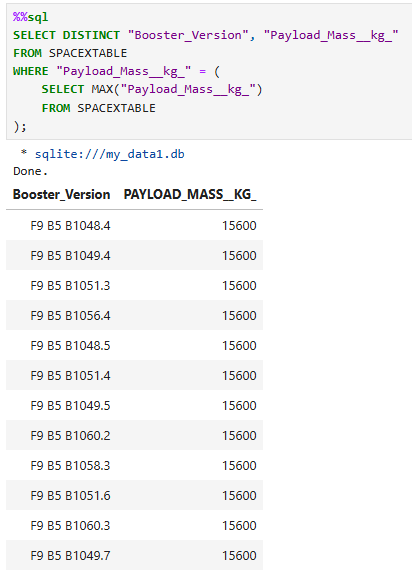 %%sql
SELECT DISTINCT "Booster_Version", "Payload_Mass__kg_"
FROM SPACEXTABLE
WHERE "Payload_Mass__kg_" = (
    SELECT MAX("Payload_Mass__kg_")
    FROM SPACEXTABLE
);
 * sqlite:///my_data1.db
Done.
Booster_Version PAYLOAD_MASS__KG_
F9 B5 B1048.4 15600
F9 B5 B1049.4 15600
F9 B5 B1051.3 15600
F9 B5 B1056.4 15600
F9 B5 B1048.5 15600
F9 B5 B1051.4 15600
F9 B5 B1049.5 15600
F9 B5 B1060.2 15600
F9 B5 B1058.3 15600
F9 B5 B1051.6 15600
F9 B5 B1060.3 15600
F9 B5 B1049.7 15600